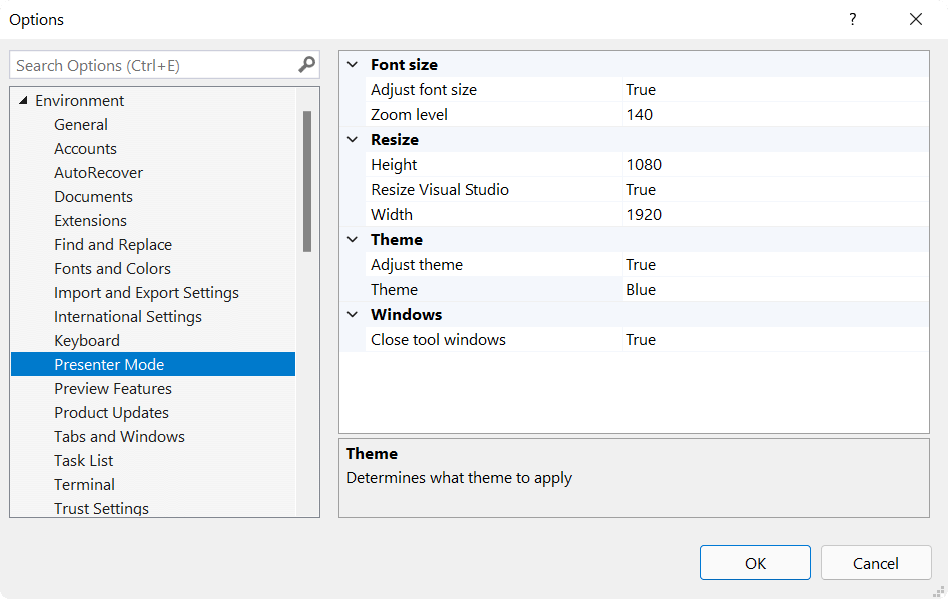 Options ?
Search Options (Ctrl+E)
Environment
General
Accounts
AutoRecover
Documents
Extensions
Find and Replace
Fonts and Colors
Import and Export Settings
International Settings
Keyboard
Presenter Mode
Preview Features
Product Updates
Tabs and Windows
Task List
Terminal
Trust Settings
Font size
Adjust font size True
Zoom level 140
Resize
Height 1080
Resize Visual Studio True
Width 1920
Theme
Adjust theme True
Theme Blue
Windows
Close tool windows True
Theme
Determines what theme to apply
OK Cancel